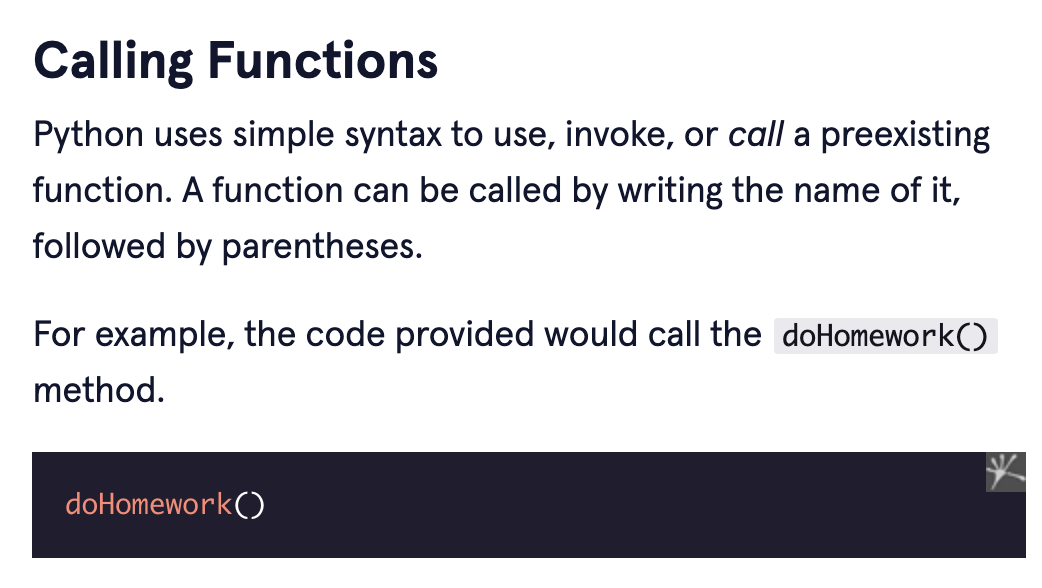 Calling Functions
Python uses simple syntax to use, invoke, or call a preexisting
function. A function can be called by writing the name of it,
followed by parentheses.
For example, the code provided would call the doHomework()
method.
doHomework()